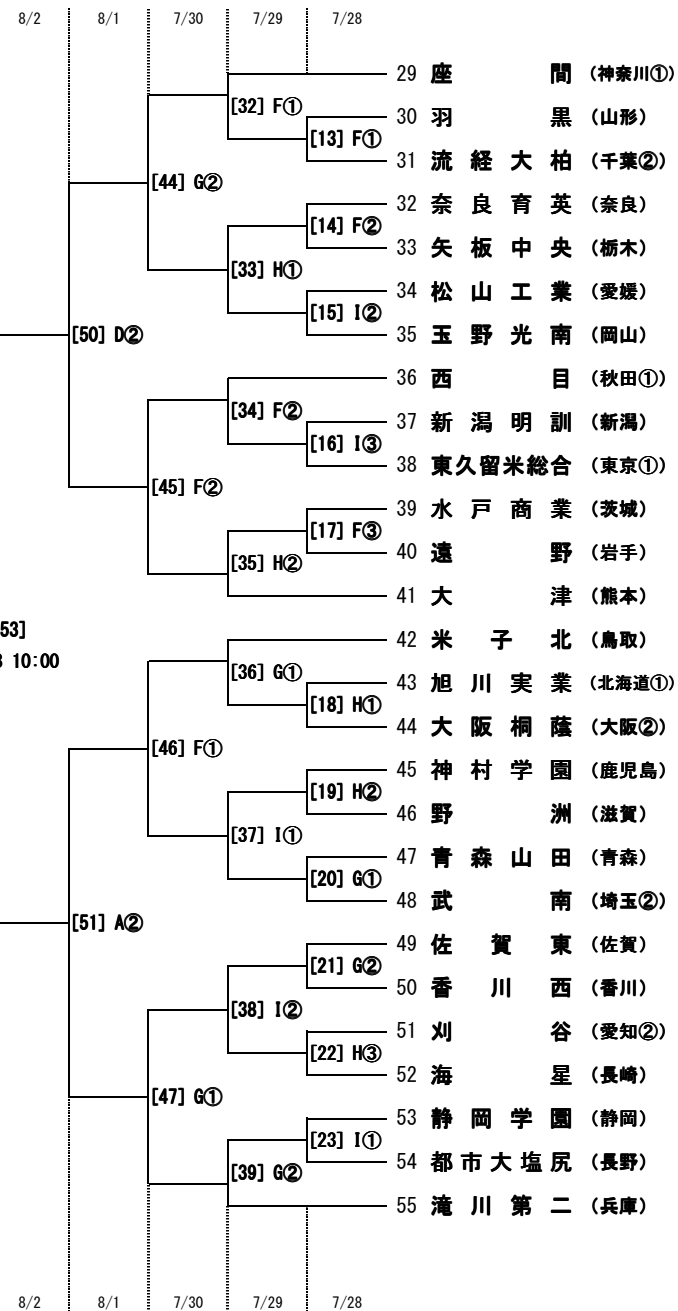 8/2 8/1 7/30 7/29 7/28
29 座間 (神奈川①)
[32] F①
30 羽黒 (山形)
[13] F①
31 流経大柏 (千葉②)
[44] G②
32 奈良育英 (奈良)
[14] F②
33 矢板中央 (栃木)
[33] H①
34 松山工業 (愛媛)
[15] I②
35 玉野光南 (岡山)
[50] D②
36 西目 (秋田①)
[34] F②
37 新潟明訓 (新潟)
[16] I③
38 東久留米総合 (東京①)
[45] F②
39 水戸商業 (茨城)
[17] F③
40 遠野 (岩手)
[35] H②
41 大津 (熊本)
53]
42 米子北 (鳥取)
3 10:00
[36] G①
43 旭川実業 (北海道①)
[18] H①
44 大阪桐蔭 (大阪②)
[46] F①
45 神村学園 (鹿児島)
[19] H②
46 野洲 (滋賀)
[37] I①
47 青森山田 (青森)
[20] G①
48 武南 (埼玉②)
[51] A②
49 佐賀東 (佐賀)
[21] G②
50 香川西 (香川)
[38] I②
51 刈谷 (愛知②)
[22] H③
52 海星 (長崎)
[47] G①
53 静岡学園 (静岡)
[23] I①
54 都市大塩尻 (長野)
[39] G②
55 滝川第二 (兵庫)
8/2 8/1 7/30 7/29 7/28